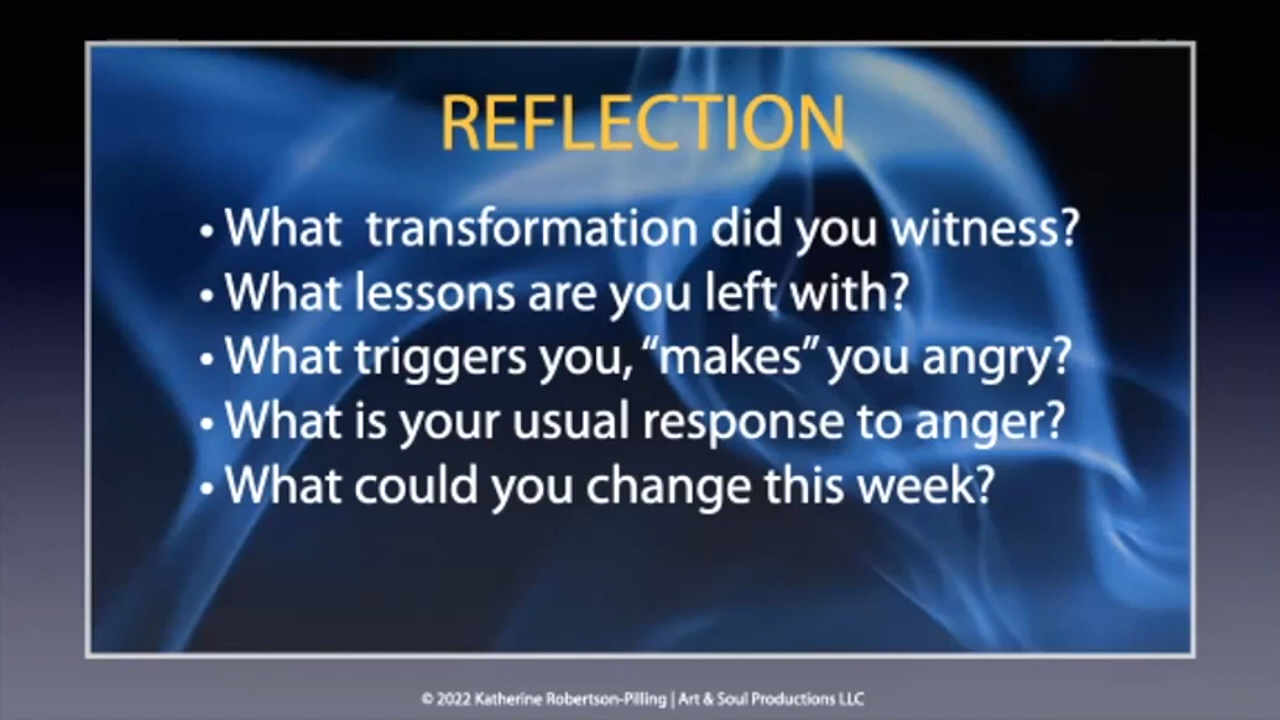 REFLECTION
• What  transformation did you witness?
• What lessons are you left with?
• What triggers you, “makes” you angry?
• What is your usual response to anger?
• What could you change this week?
© 2022 Katherine Robertson-Pilling | Art & Soul Productions LLC